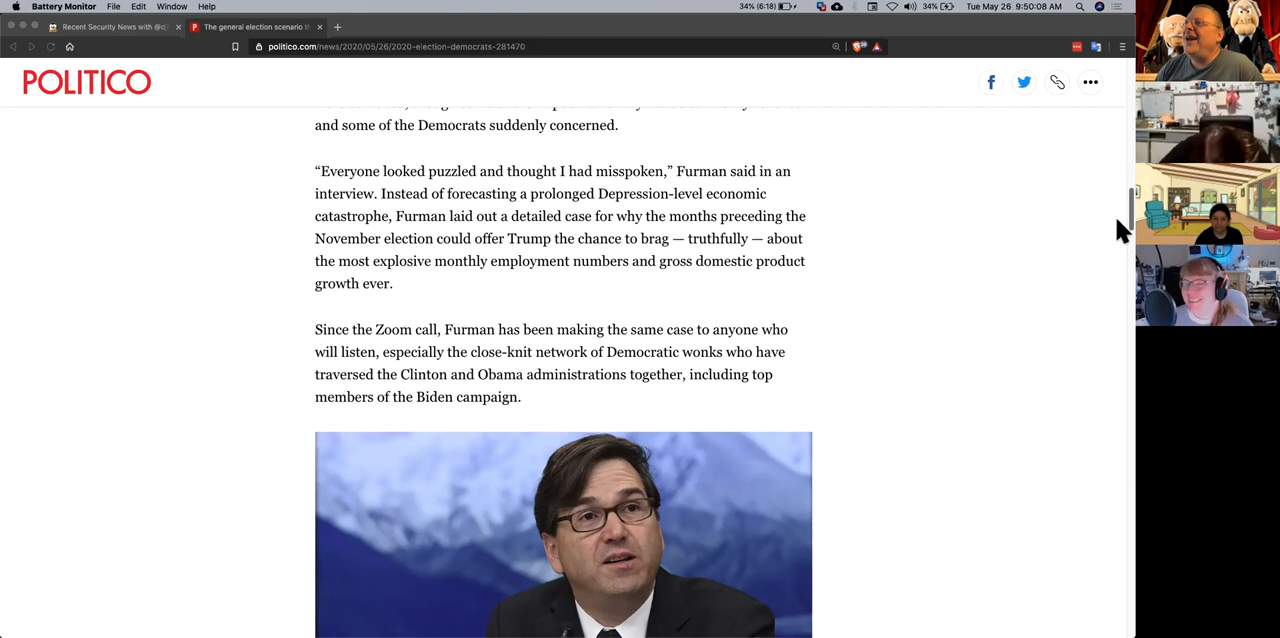 Battery Monitor File Edit Window Help 34% (6:18) 34% Tue May 26 9:50:08 AM
Recent Security News with @o × P The general election scenario t × +
politico.com/news/2020/05/26/2020-election-democrats-281470
POLITICO
and some of the Democrats suddenly concerned.
“Everyone looked puzzled and thought I had misspoken,” Furman said in an
interview. Instead of forecasting a prolonged Depression-level economic
catastrophe, Furman laid out a detailed case for why the months preceding the
November election could offer Trump the chance to brag — truthfully — about
the most explosive monthly employment numbers and gross domestic product
growth ever.
Since the Zoom call, Furman has been making the same case to anyone who
will listen, especially the close-knit network of Democratic wonks who have
traversed the Clinton and Obama administrations together, including top
members of the Biden campaign.